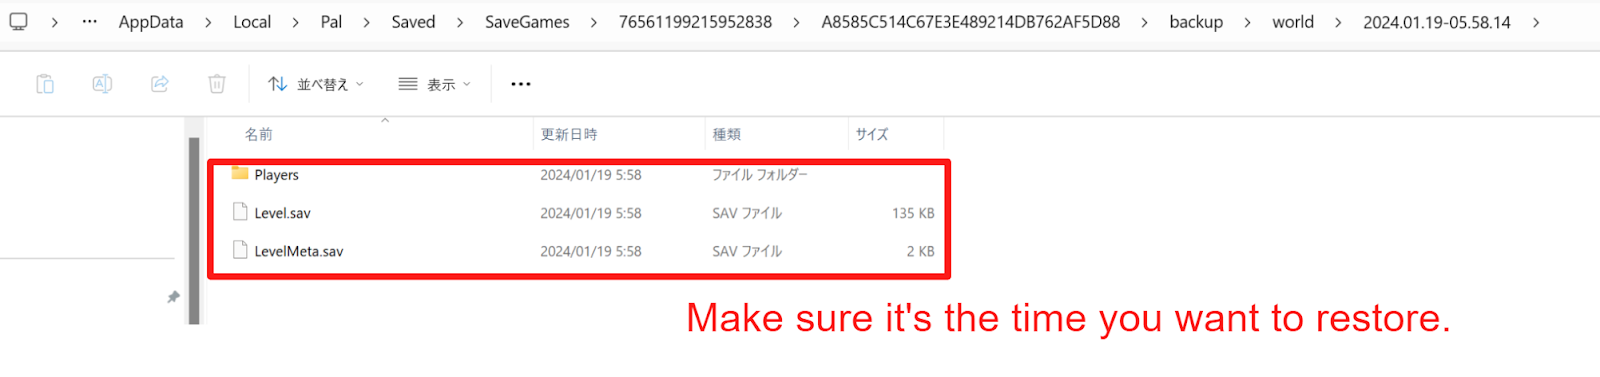 ··· AppData > Local > Pal > Saved > SaveGames > 76561199215952838 > A8585C514C67E3E489214DB762AF5D88 > backup > world > 2024.01.19-05.58.14 >
並べ替え 表示 ···
名前 更新日時 種類 サイズ
Players 2024/01/19 5:58 ファイル フォルダー
Level.sav 2024/01/19 5:58 SAV ファイル 135 KB
LevelMeta.sav 2024/01/19 5:58 SAV ファイル 2 KB
Make sure it's the time you want to restore.